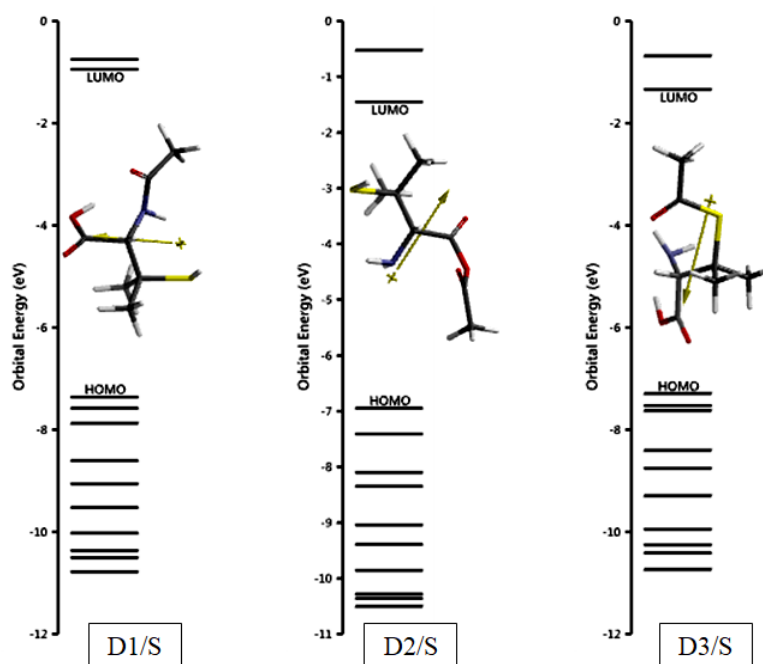 0
-2
-4
-6
-8
-10
-12
Orbital Energy (eV)
LUMO
HOMO
D1/S
0
-1
-2
-3
-4
-5
-6
-7
-8
-9
-10
-11
Orbital Energy (eV)
LUMO
HOMO
D2/S
0
-2
-4
-6
-8
-10
-12
Orbital Energy (eV)
LUMO
HOMO
D3/S